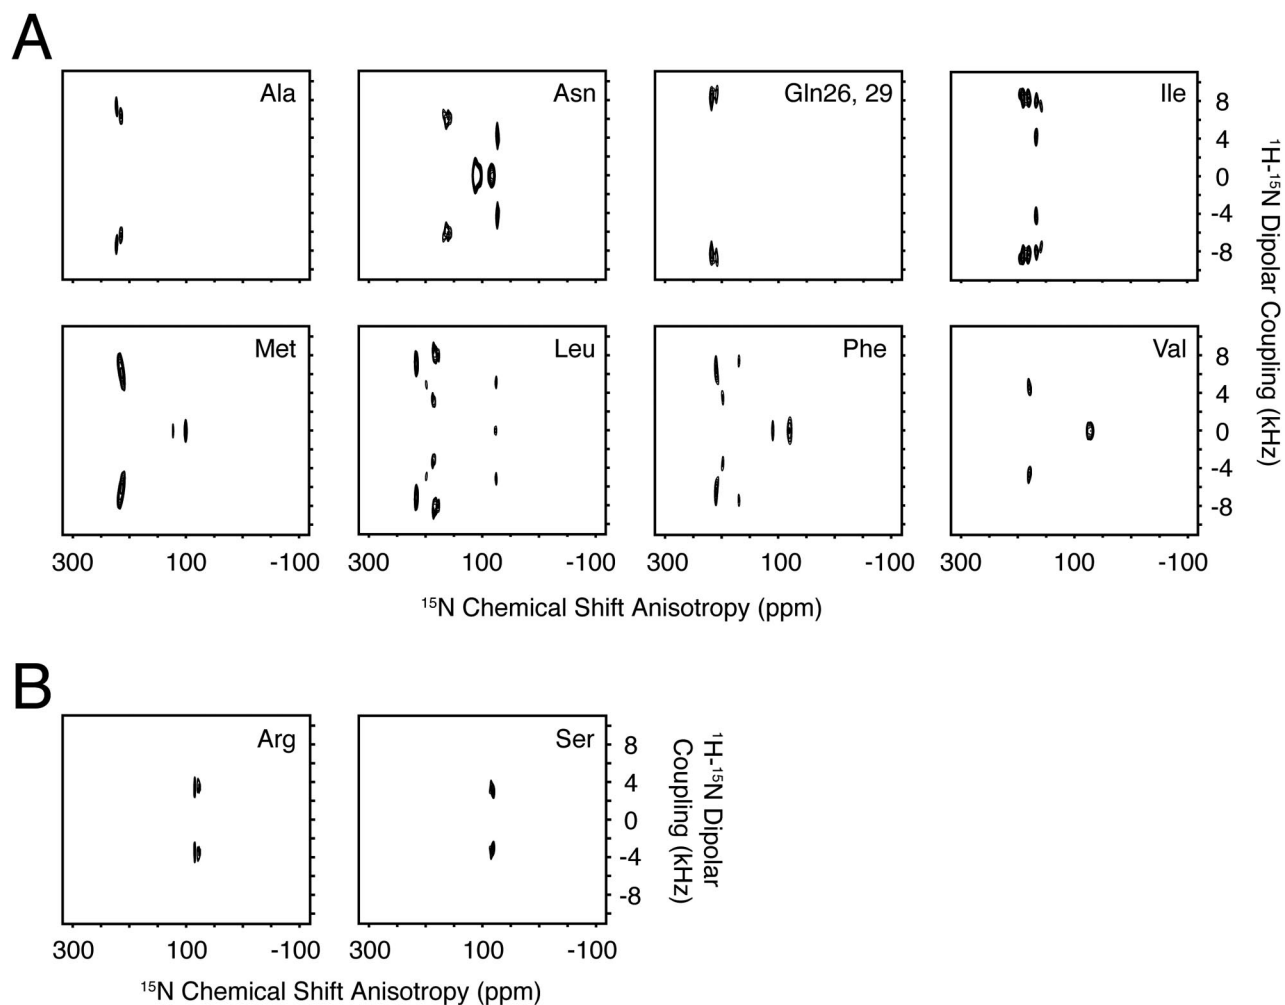 A
Ala
Asn
Gln26, 29
Ile
8
4
0
-4
-8
¹H-¹⁵N Dipolar Coupling (kHz)
Met
Leu
Phe
Val
8
4
0
-4
-8
300 100 -100
300 100 -100
300 100 -100
300 100 -100
¹⁵N Chemical Shift Anisotropy (ppm)
B
Arg
Ser
8
4
0
-4
-8
¹H-¹⁵N Dipolar
Coupling (kHz)
300 100 -100
300 100 -100
¹⁵N Chemical Shift Anisotropy (ppm)